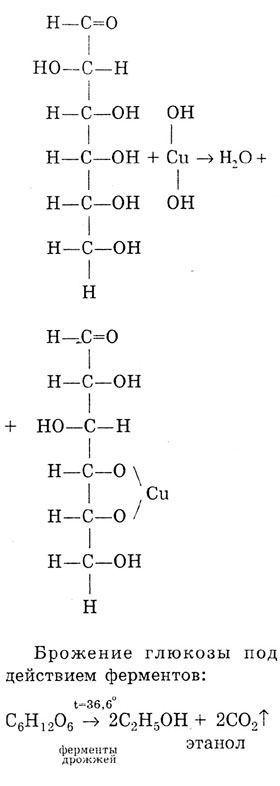 H—C=O
HO—C—H
H—C—OH OH
H—C—OH + Cu → H₂O +
H—C—OH OH
H—C—OH
H
H—C=O
H—C—OH
+ HO—C—H
H—C—O
Cu
H—C—O
H—C—OH
H
Брожение глюкозы под
действием ферментов:
t=36,6°
C₆H₁₂O₆ → 2C₂H₅OH + 2CO₂↑
ферменты этанол
дрожжей